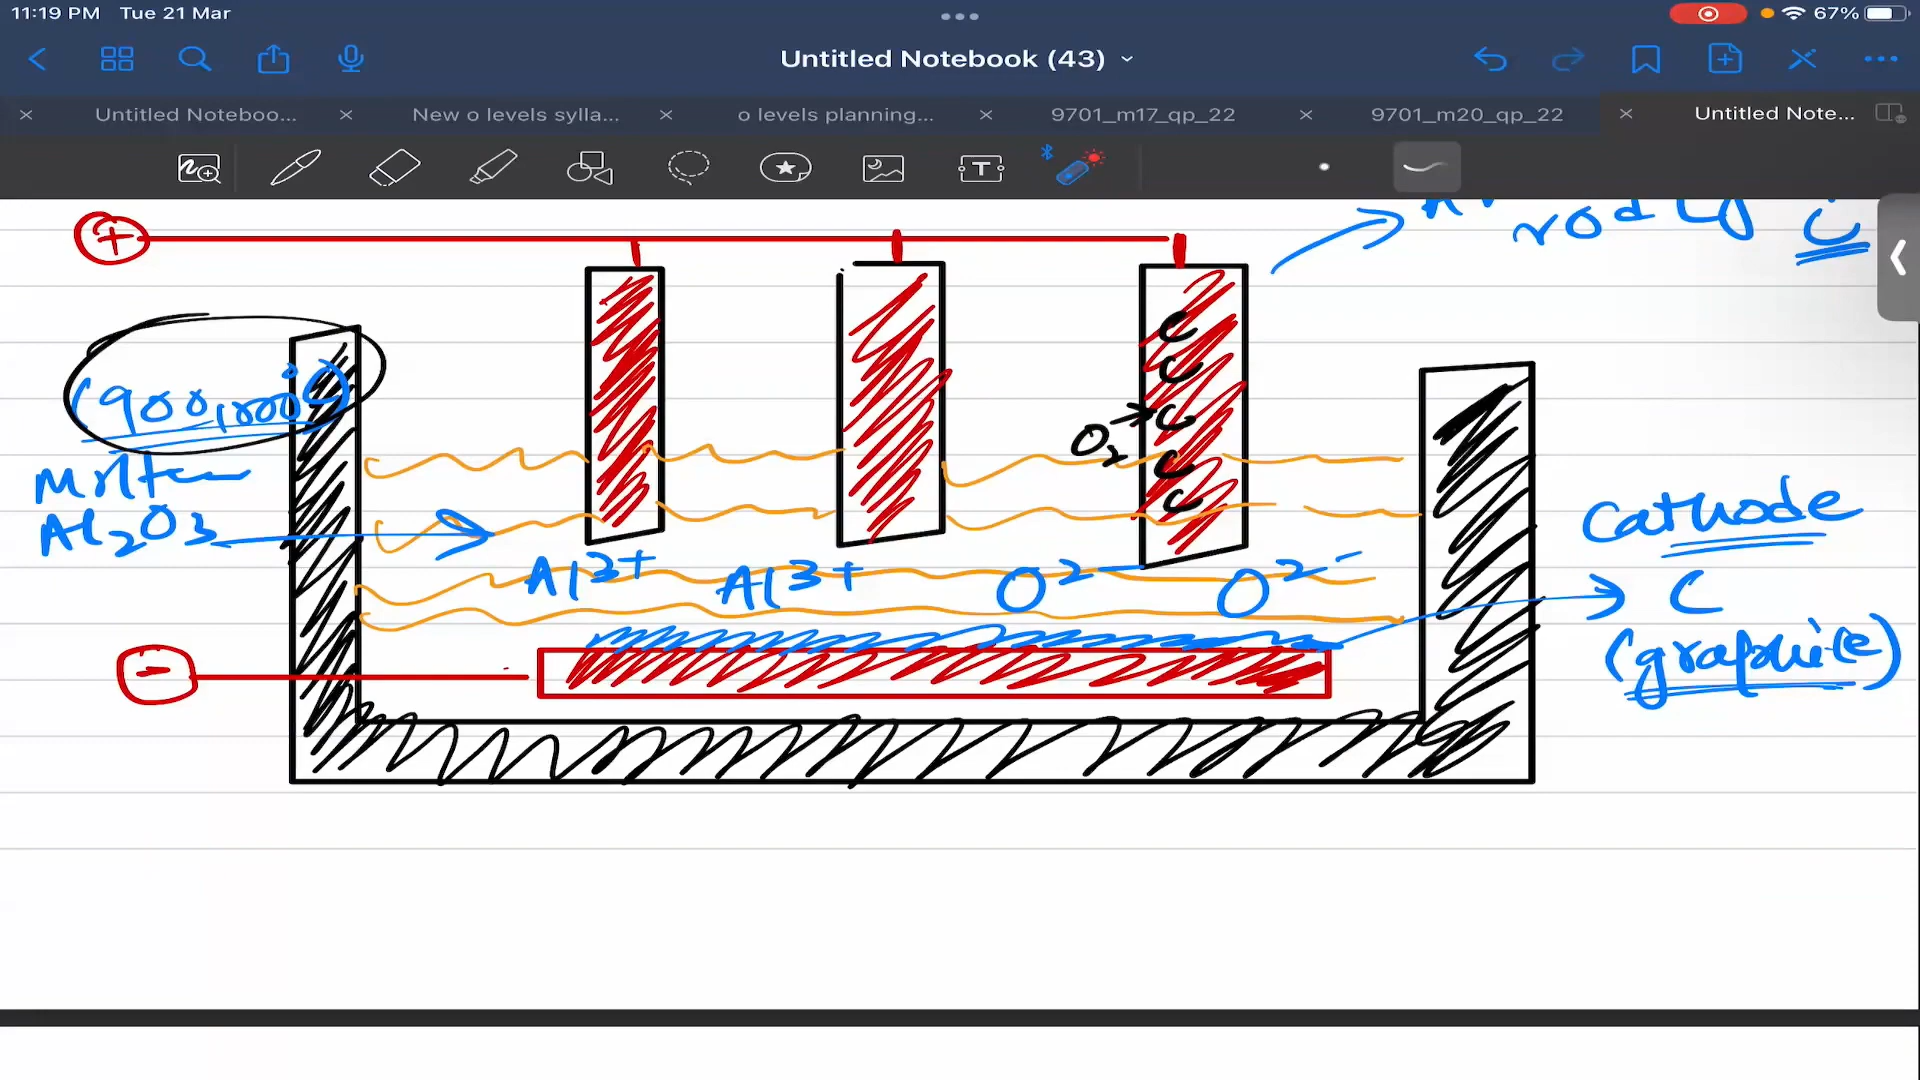 11:19 PM Tue 21 Mar
67%
Untitled Notebook (43)
Untitled Noteboo...
New o levels sylla...
o levels planning...
9701_m17_qp_22
9701_m20_qp_22
Untitled Note...
T
+
C
rod
C
C
C
C
C
O2
(900,1000°C)
Molten
Al2O3
Al3+ Al3+ O2- O2-
Cathode
C
(graphite)
-